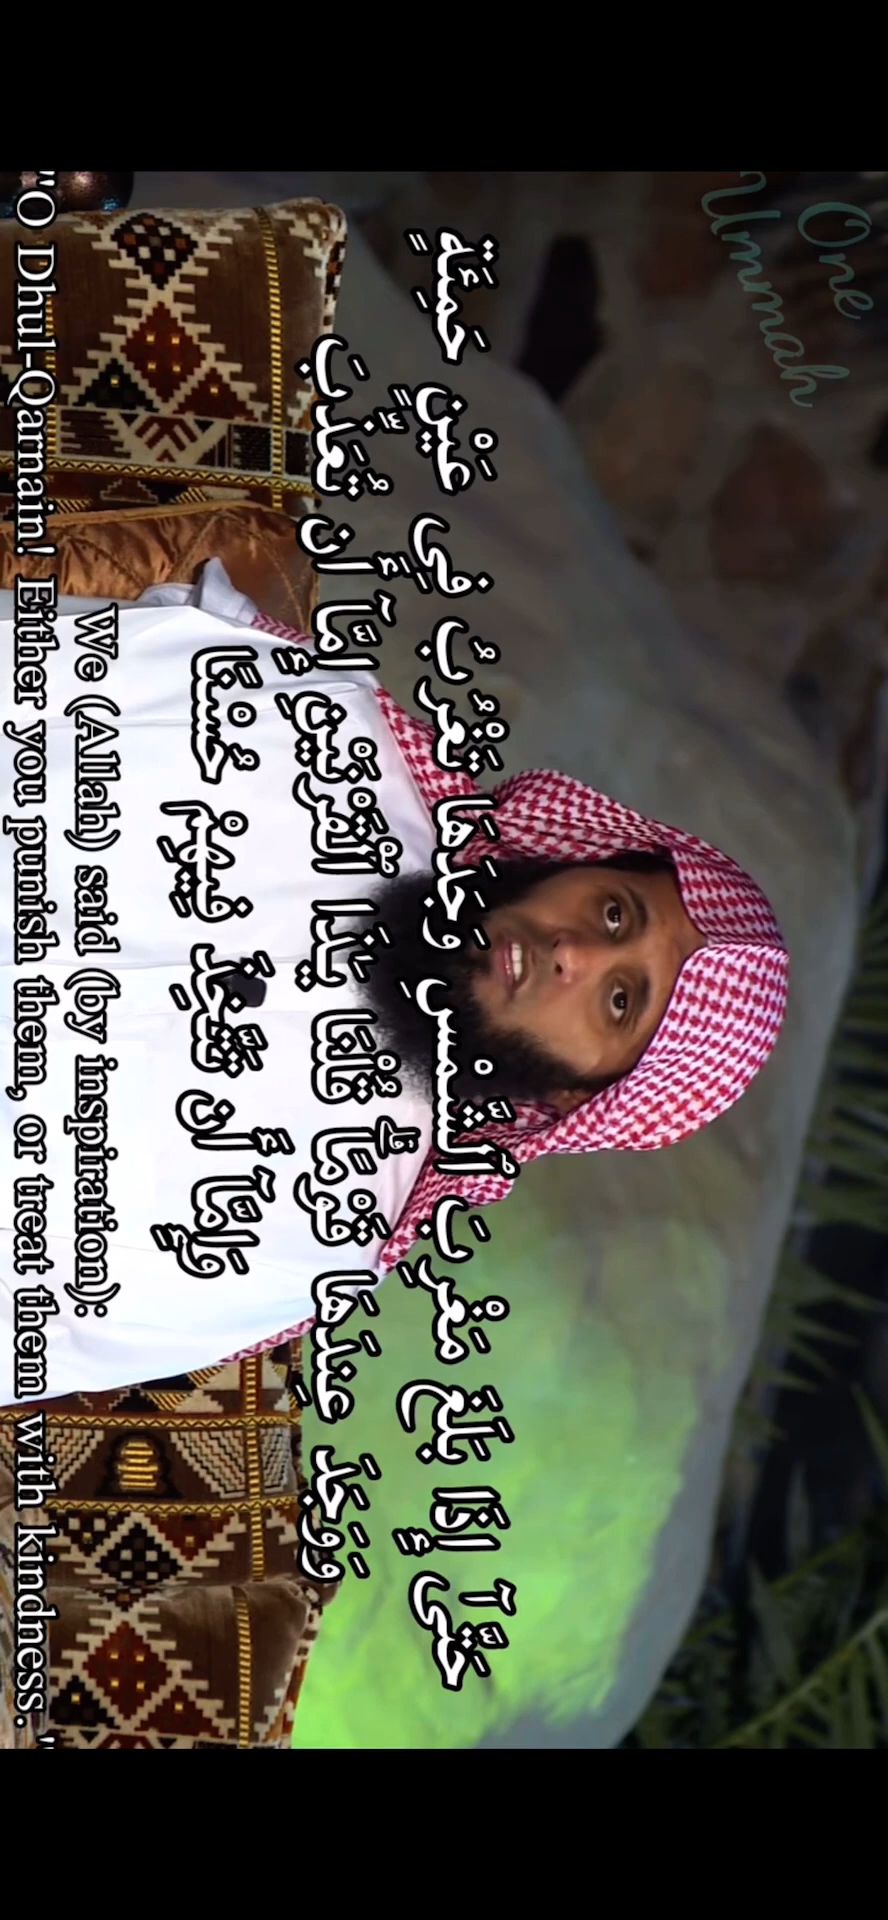 One
Ummah
حَتَّىٰٓ إِذَا بَلَغَ مَغْرِبَ ٱلشَّمْسِ وَجَدَهَا تَغْرُبُ فِى عَيْنٍ حَمِئَةٍ
وَوَجَدَ عِندَهَا قَوْمًا ۗ قُلْنَا يَٰذَا ٱلْقَرْنَيْنِ إِمَّآ أَن تُعَذِّبَ
وَإِمَّآ أَن تَتَّخِذَ فِيهِمْ حُسْنًا
We (Allah) said (by inspiration):
"O Dhul-Qarnain! Either you punish them, or treat them with kindness."